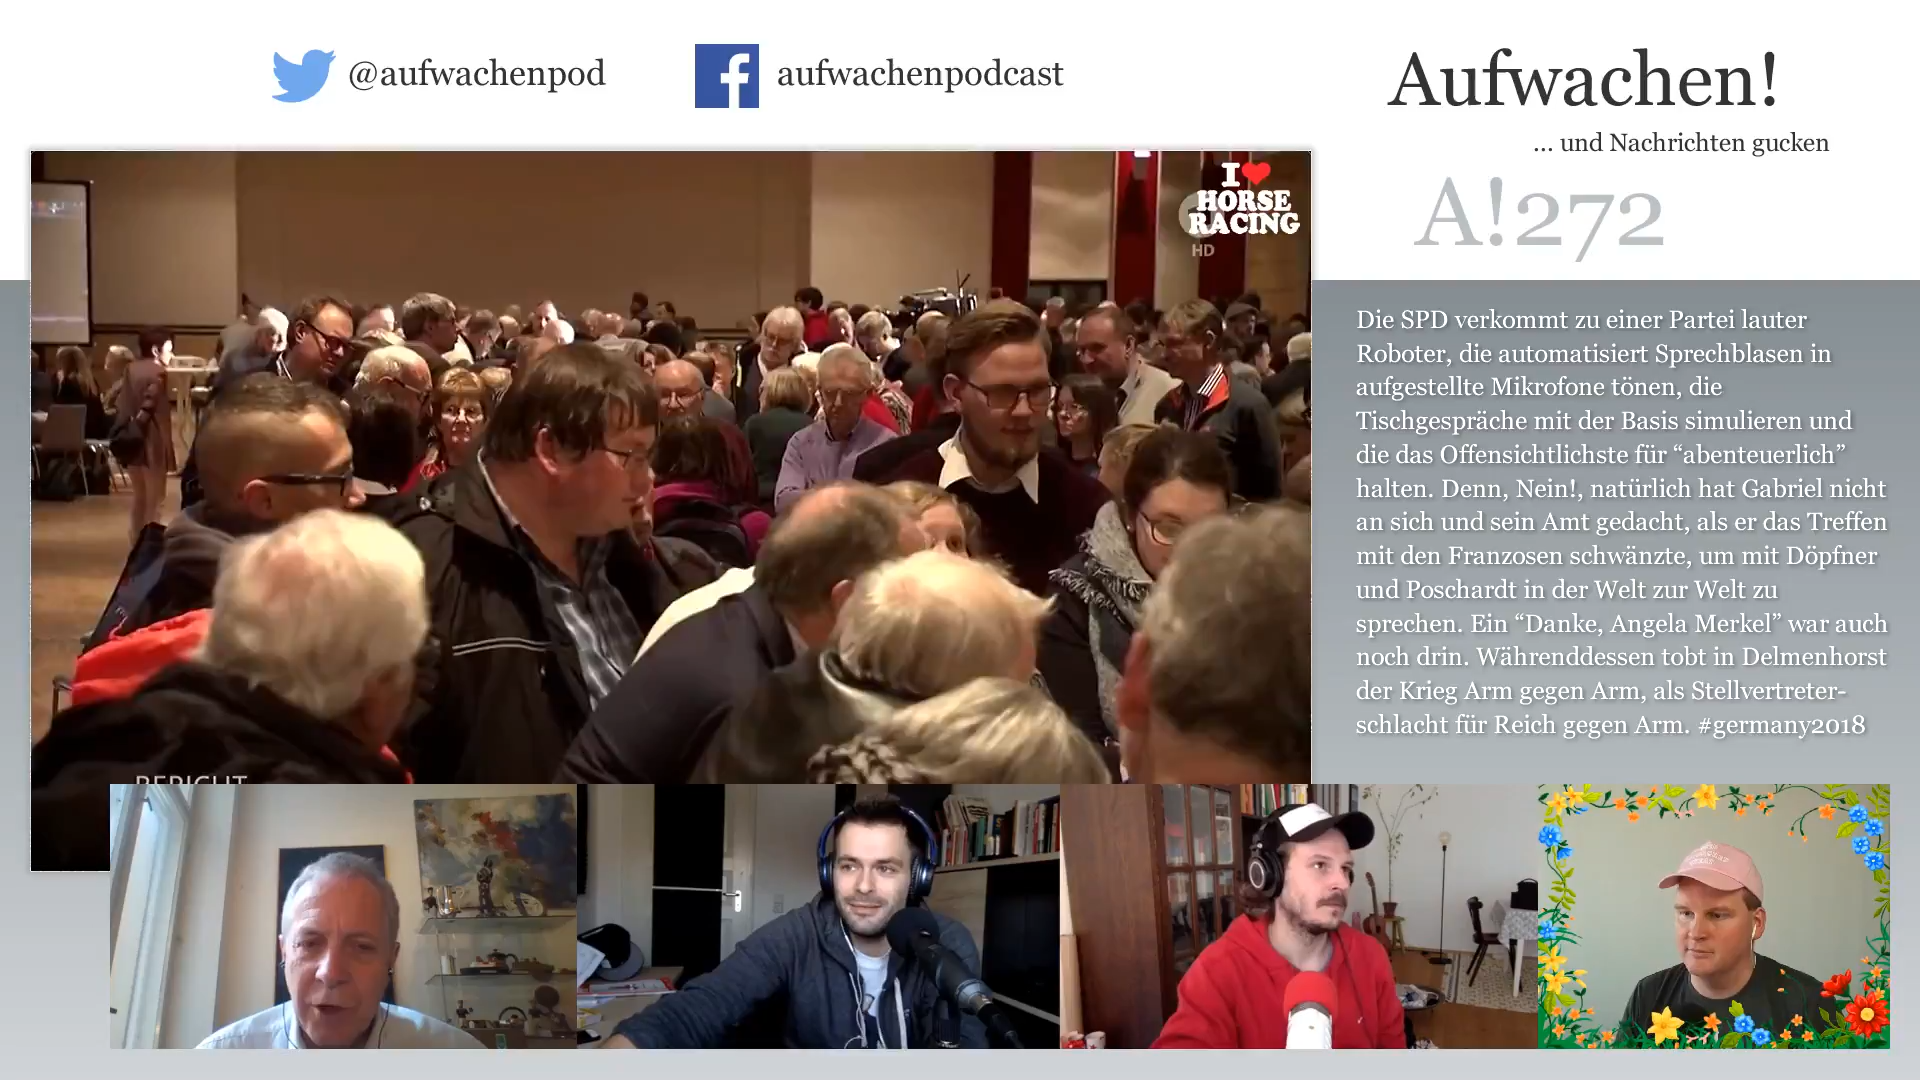 @aufwachenpod
aufwachenpodcast
Aufwachen!
... und Nachrichten gucken
A!272
I
HORSE
RACING
HD
Die SPD verkommt zu einer Partei lauter
Roboter, die automatisiert Sprechblasen in
aufgestellte Mikrofone tönen, die
Tischgespräche mit der Basis simulieren und
die das Offensichtlichste für “abenteuerlich”
halten. Denn, Nein!, natürlich hat Gabriel nicht
an sich und sein Amt gedacht, als er das Treffen
mit den Franzosen schwänzte, um mit Döpfner
und Poschardt in der Welt zur Welt zu
sprechen. Ein “Danke, Angela Merkel” war auch
noch drin. Währenddessen tobt in Delmenhorst
der Krieg Arm gegen Arm, als Stellvertreter-
schlacht für Reich gegen Arm. #germany2018
BERICHT